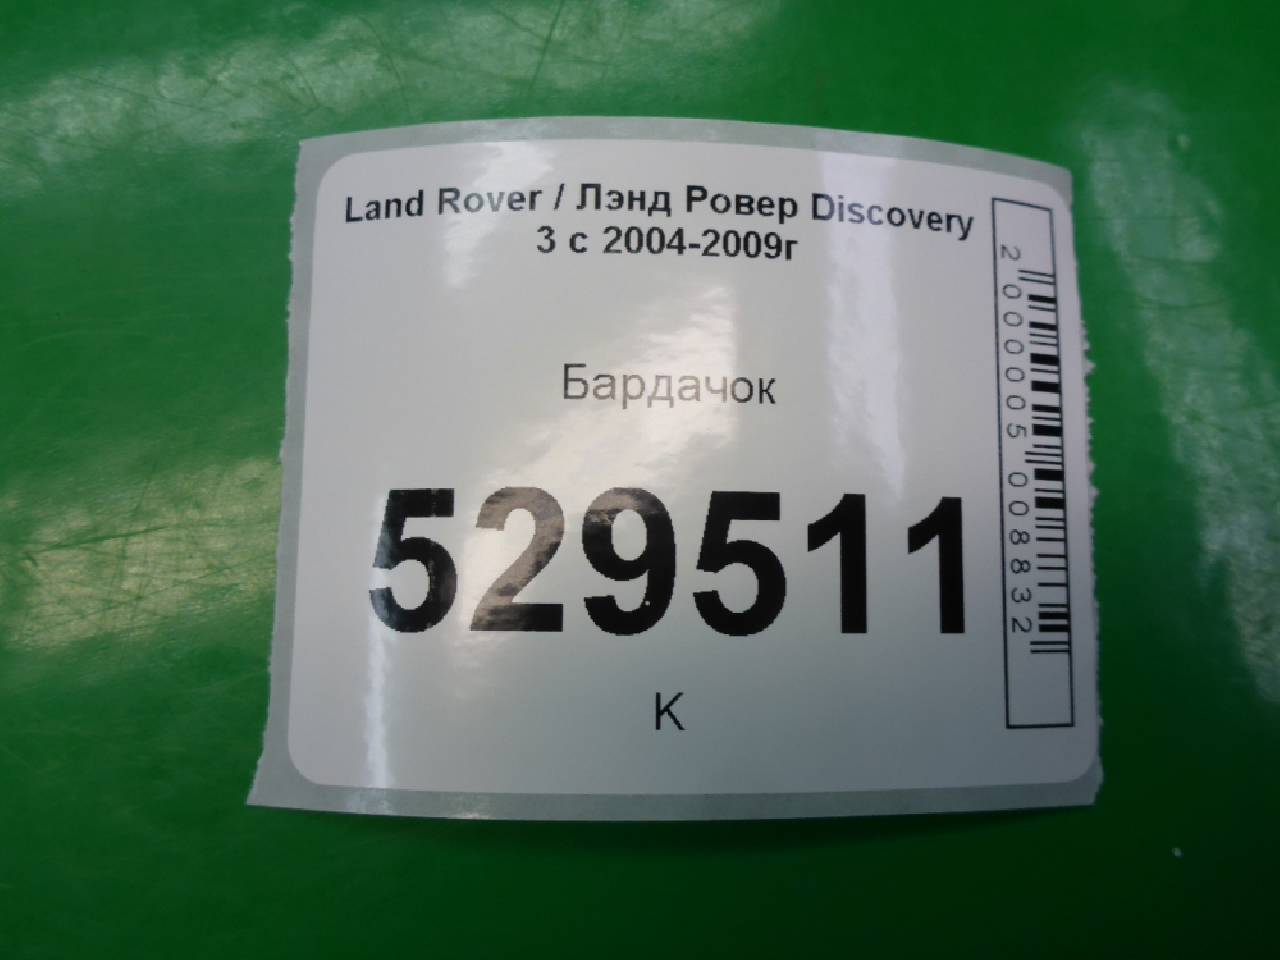 Land Rover / Лэнд Ровер Discovery
3 с 2004-2009г
Бардачок
529511
К
2000005008832